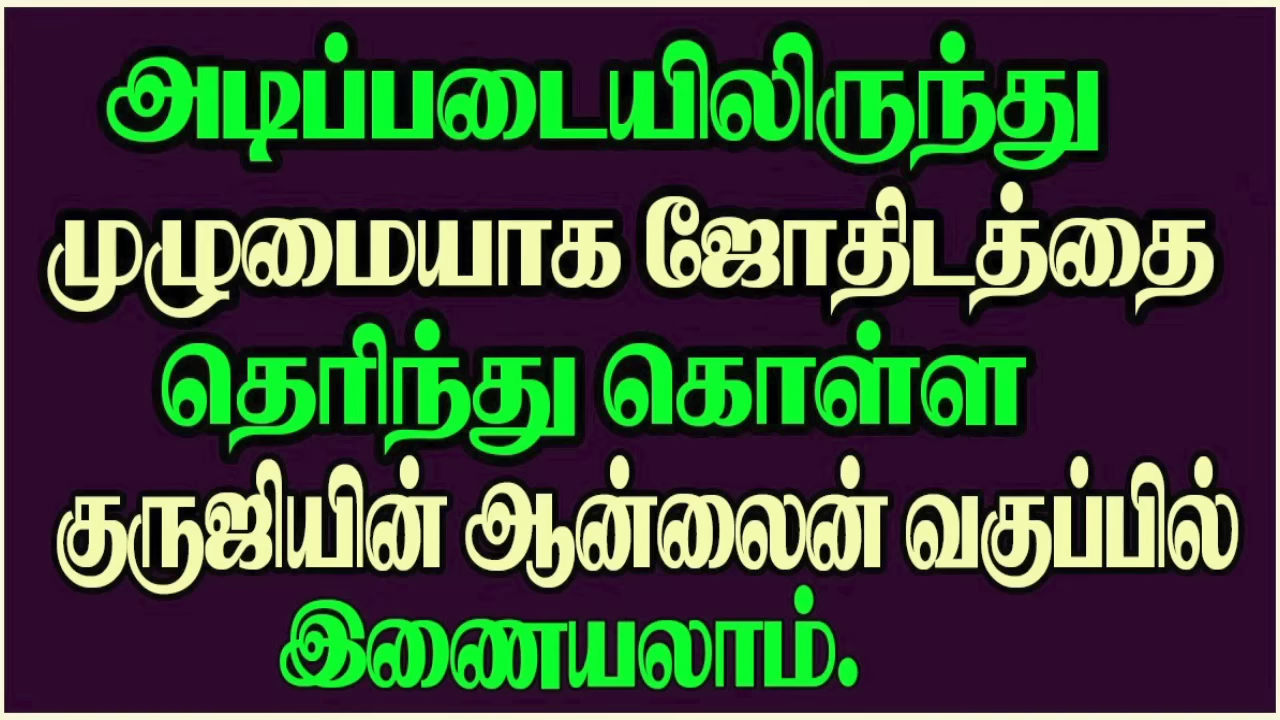 அடிப்படையிலிருந்து
முழுமையாக ஜோதிடத்தை
தெரிந்து கொள்ள
குருஜியின் ஆன்லைன் வகுப்பில்
இணையலாம்.